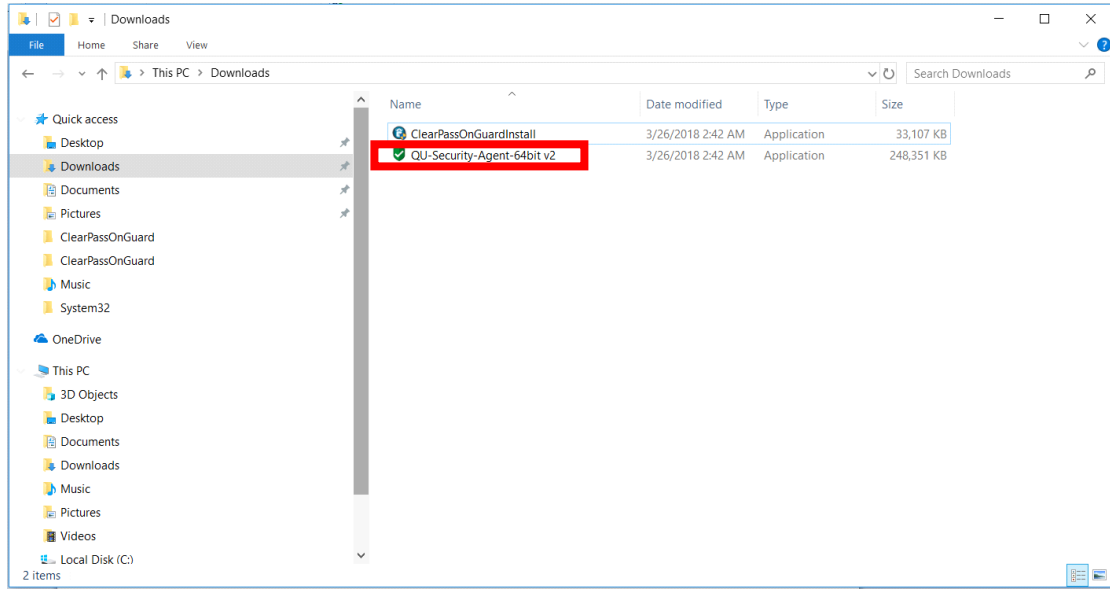 Downloads
File Home Share View
This PC > Downloads
Search Downloads
Name Date modified Type Size
Quick access
ClearPassOnGuardInstall 3/26/2018 2:42 AM Application 33,107 KB
Desktop
QU-Security-Agent-64bit v2 3/26/2018 2:42 AM Application 248,351 KB
Downloads
Documents
Pictures
ClearPassOnGuard
ClearPassOnGuard
Music
System32
OneDrive
This PC
3D Objects
Desktop
Documents
Downloads
Music
Pictures
Videos
Local Disk (C:)
2 items